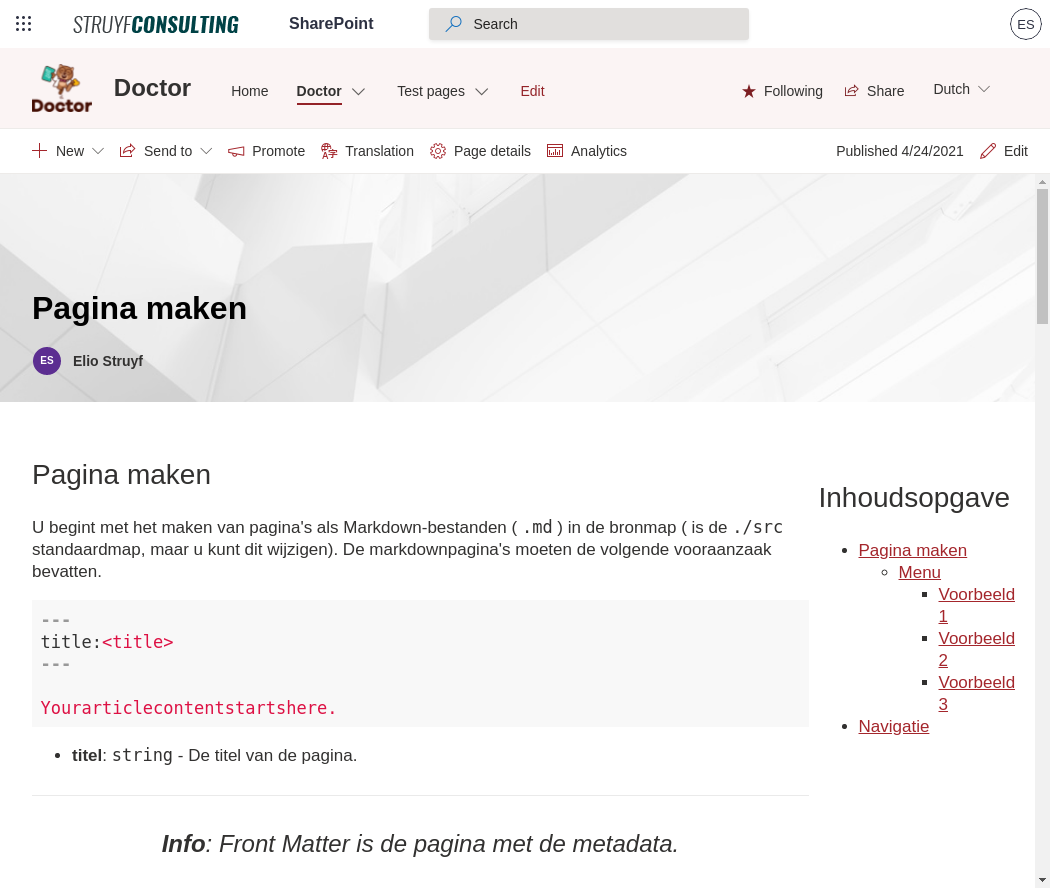 STRUYFCONSULTING SharePoint Search ES
Doctor Doctor Home Doctor Test pages Edit Following Share Dutch
New Send to Promote Translation Page details Analytics Published 4/24/2021 Edit
Pagina maken
ES Elio Struyf
Pagina maken
U begint met het maken van pagina's als Markdown-bestanden ( .md ) in de bronmap ( is de ./src
standaardmap, maar u kunt dit wijzigen). De markdownpagina's moeten de volgende vooraanzaak
bevatten.
---
title:<title>
---
Yourarticlecontentstartshere.
titel: string - De titel van de pagina.
Info: Front Matter is de pagina met de metadata.
Inhoudsopgave
Pagina maken
Menu
Voorbeeld
1
Voorbeeld
2
Voorbeeld
3
Navigatie